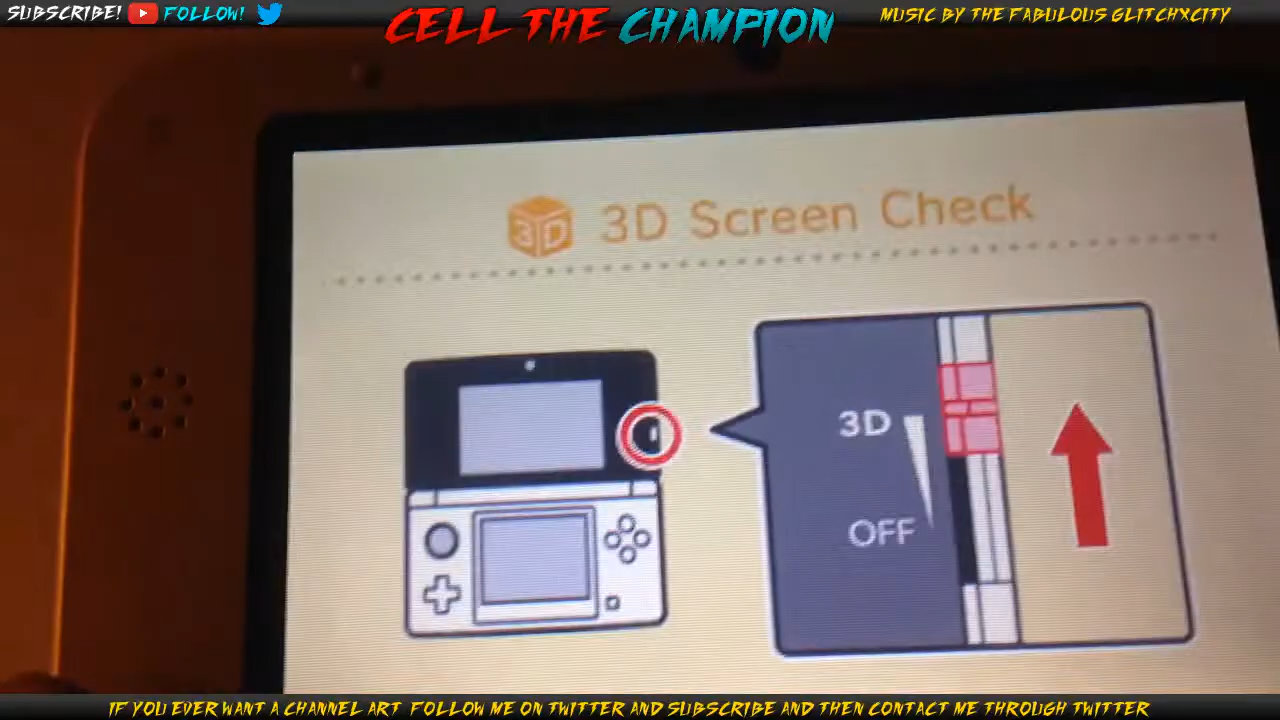 SUBSCRIBE! FOLLOW!
CELL THE CHAMPION
MUSIC BY THE FABULOUS GLITCHXCITY
3D 3D Screen Check
3D
OFF
IF YOU EVER WANT A CHANNEL ART FOLLOW ME ON TWITTER AND SUBSCRIBE AND THEN CONTACT ME THROUGH TWITTER